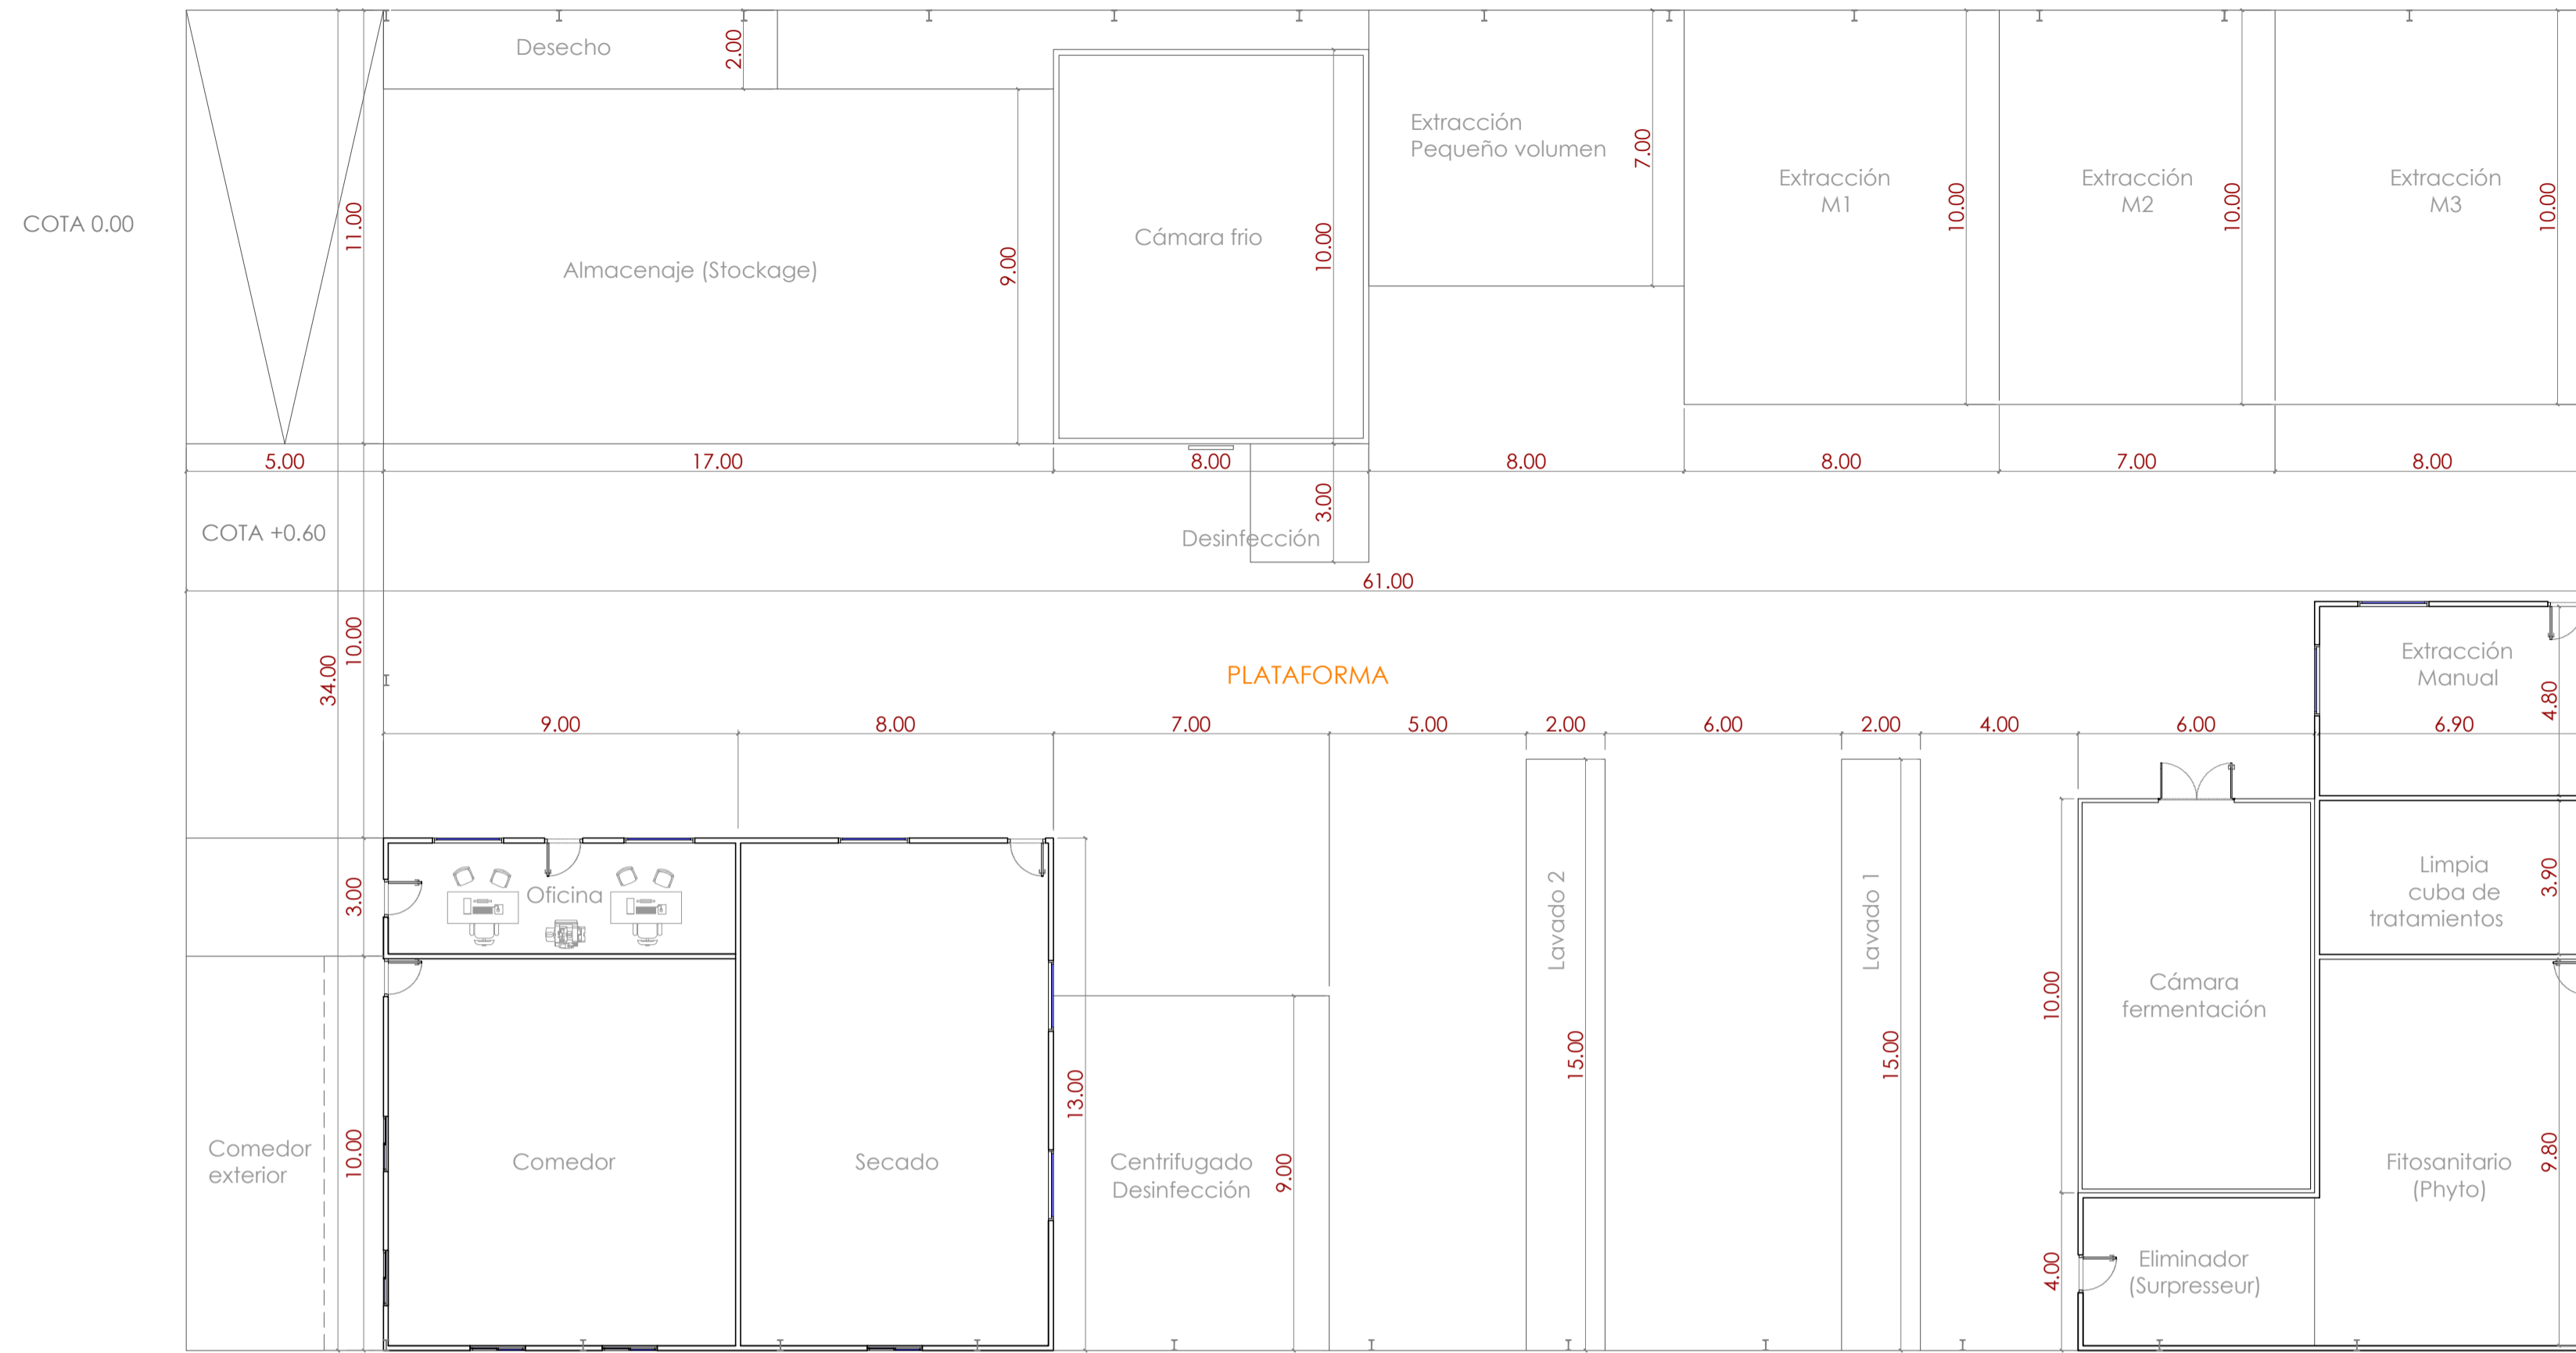 Desecho
2.00
COTA 0.00
11.00
Almacenaje (Stockage)
9.00
Cámara frio
10.00
Extracción
Pequeño volumen
7.00
Extracción
M1
10.00
Extracción
M2
10.00
Extracción
M3
10.00
5.00
17.00
8.00
8.00
8.00
7.00
8.00
COTA +0.60
3.00
Desinfección
61.00
34.00
10.00
PLATAFORMA
Extracción
Manual
4.80
9.00
8.00
7.00
5.00
2.00
6.00
2.00
4.00
6.00
6.90
3.00
Oficina
Lavado 2
15.00
Lavado 1
15.00
10.00
Cámara
fermentación
Limpia
cuba de
tratamientos
3.90
Comedor
exterior
10.00
Comedor
Secado
13.00
Centrifugado
Desinfección
9.00
Fitosanitario
(Phyto)
9.80
4.00
Eliminador
(Surpresseur)